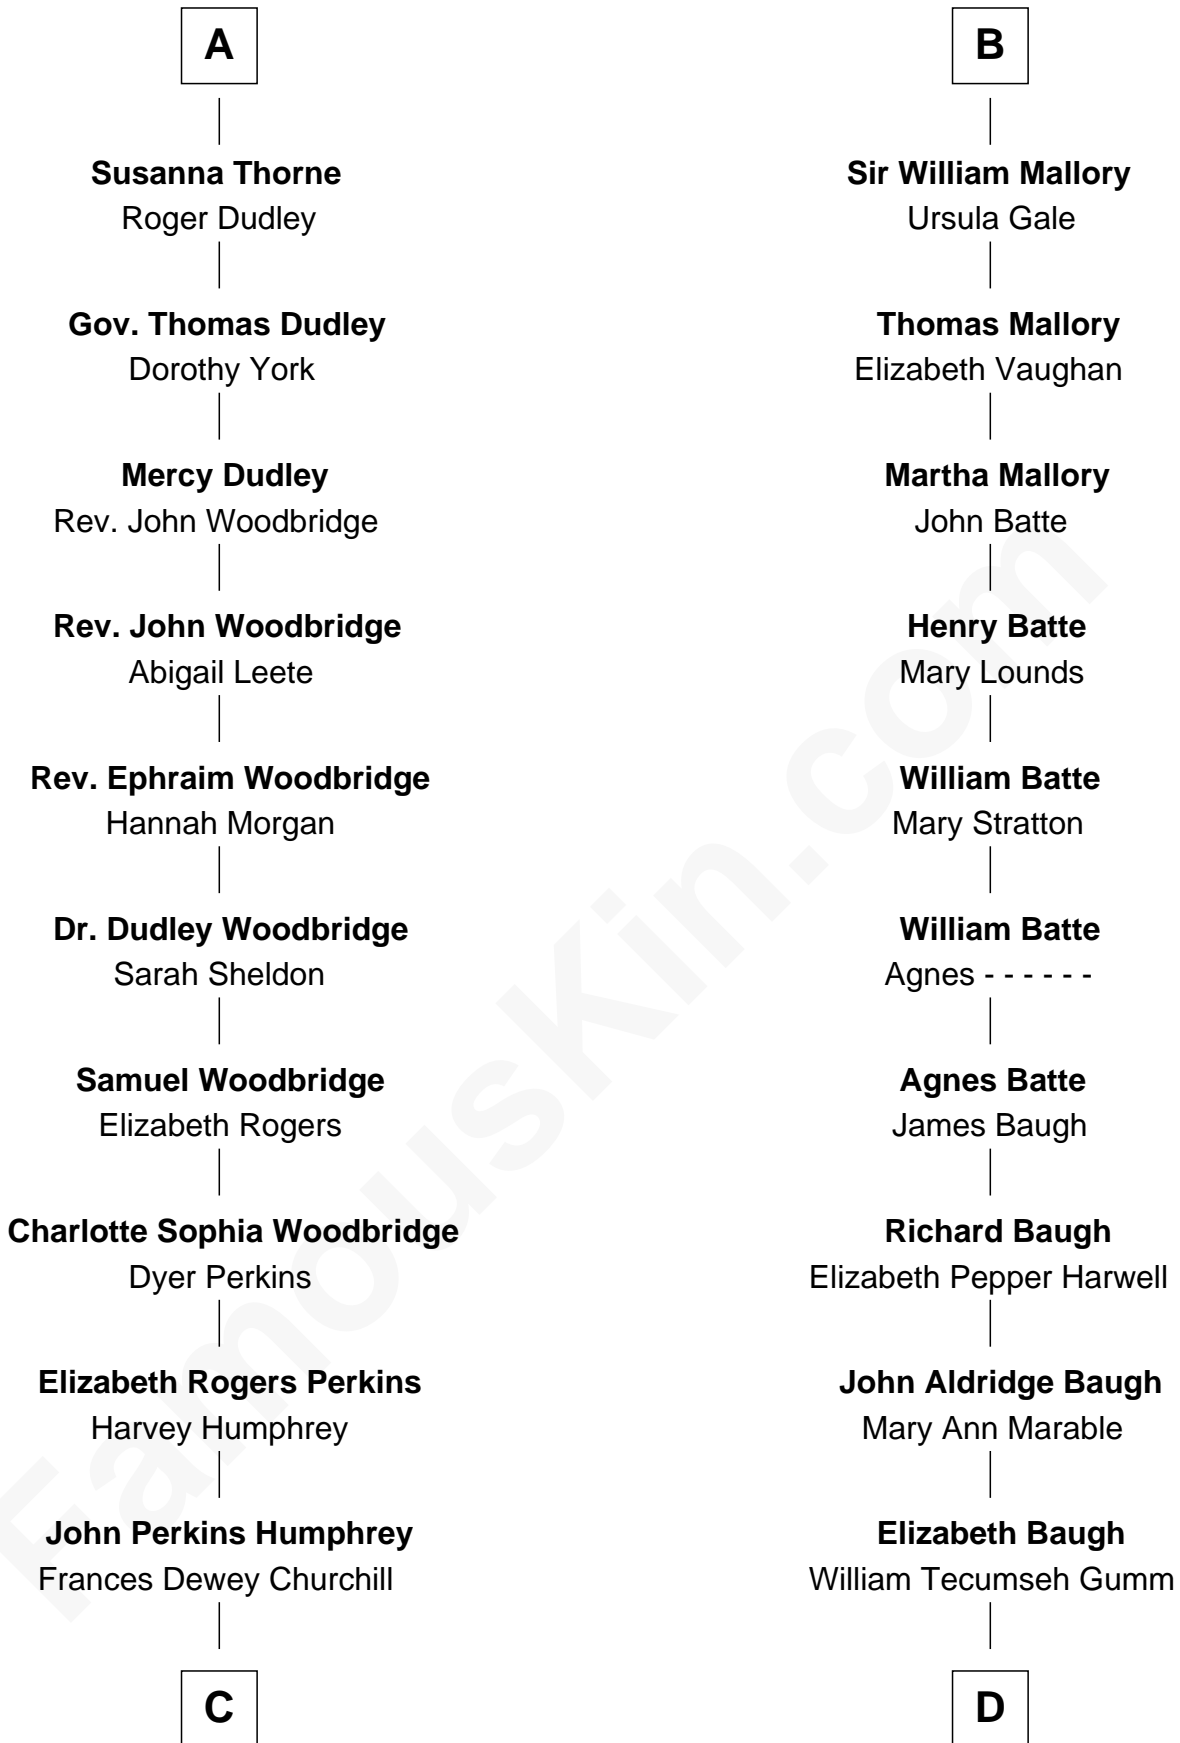 A
Susanna Thorne
Roger Dudley
Gov. Thomas Dudley
Dorothy York
Mercy Dudley
Rev. John Woodbridge
Rev. John Woodbridge
Abigail Leete
Rev. Ephraim Woodbridge
Hannah Morgan
Dr. Dudley Woodbridge
Sarah Sheldon
Samuel Woodbridge
Elizabeth Rogers
Charlotte Sophia Woodbridge
Dyer Perkins
Elizabeth Rogers Perkins
Harvey Humphrey
John Perkins Humphrey
Frances Dewey Churchill
C
B
Sir William Mallory
Ursula Gale
Thomas Mallory
Elizabeth Vaughan
Martha Mallory
John Batte
Henry Batte
Mary Lounds
William Batte
Mary Stratton
William Batte
Agnes - - - - - -
Agnes Batte
James Baugh
Richard Baugh
Elizabeth Pepper Harwell
John Aldridge Baugh
Mary Ann Marable
Elizabeth Baugh
William Tecumseh Gumm
D
FamousKin.com